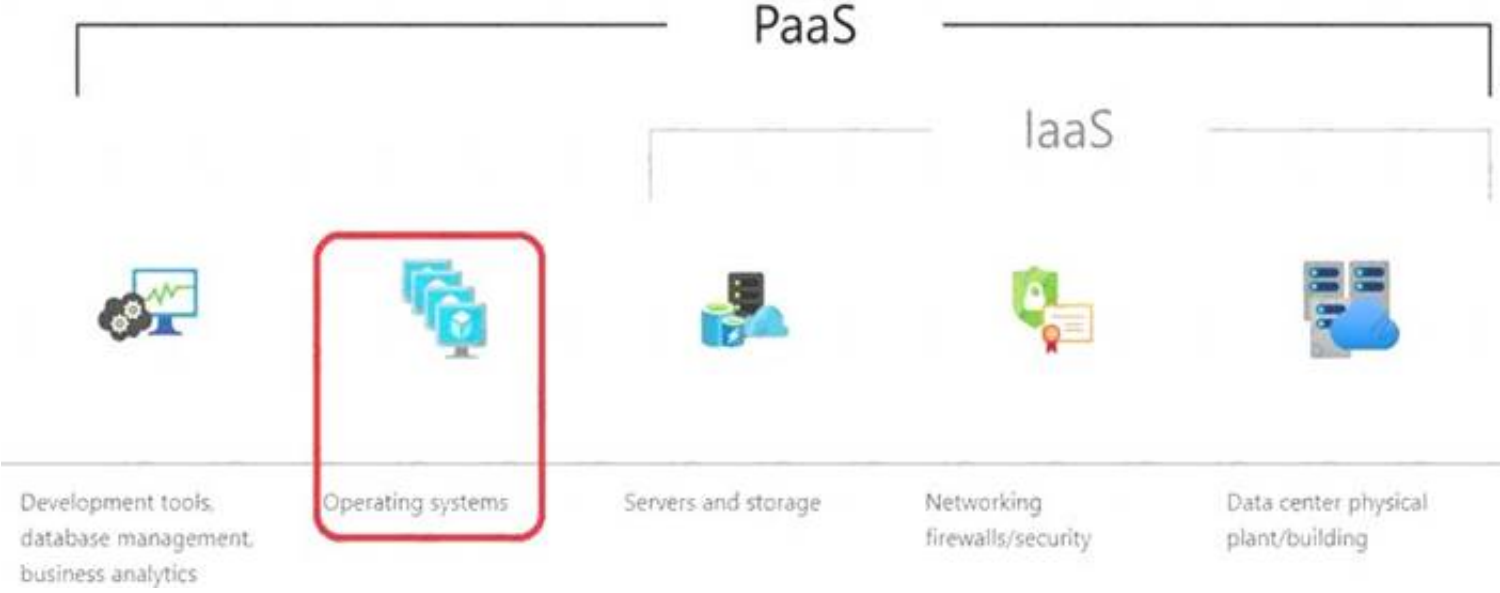 PaaS
IaaS
Development tools,
database management,
business analytics
Operating systems
Servers and storage
Networking
firewalls/security
Data center physical
plant/building